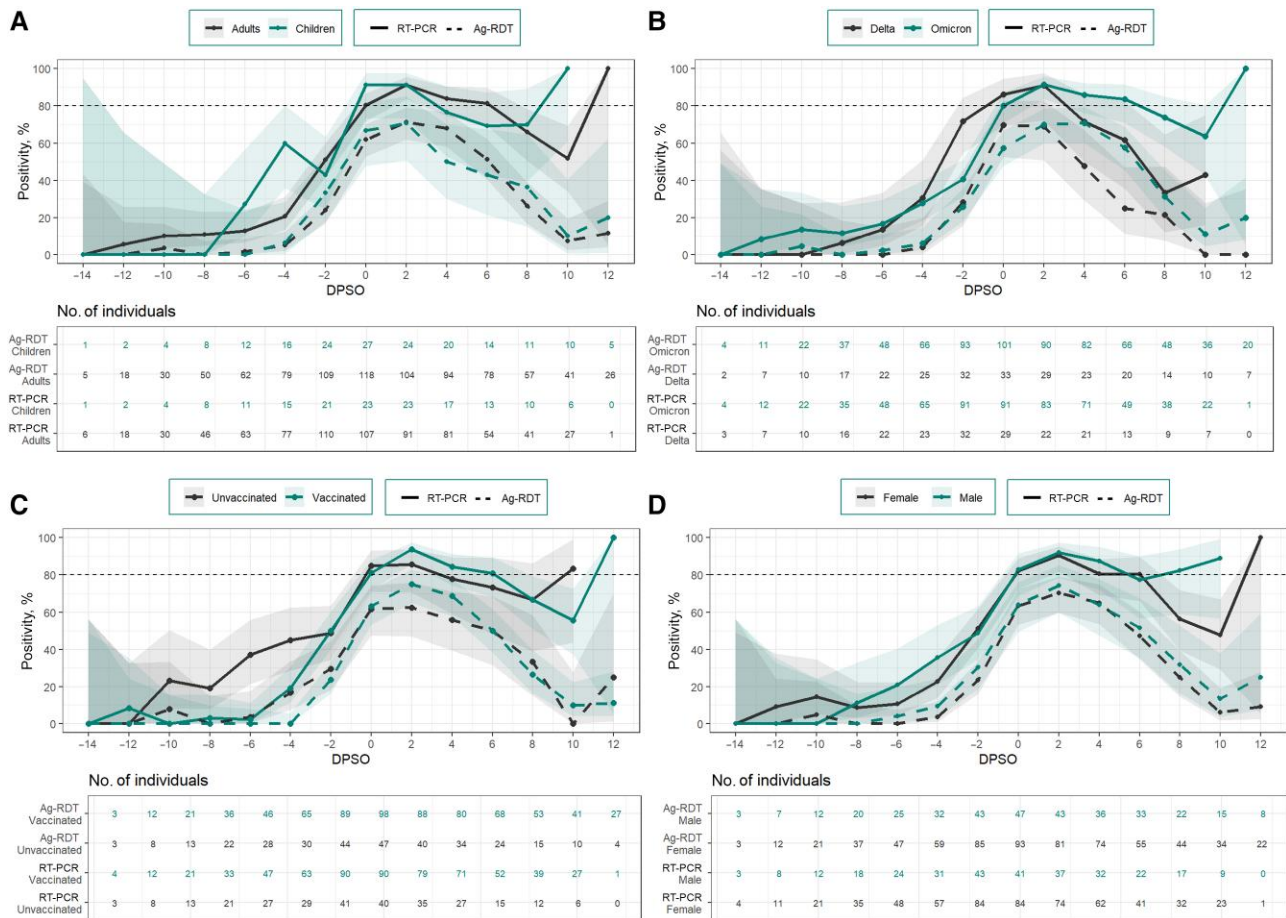 A
Adults Children RT-PCR Ag-RDT
100
80
60
40
20
0
Positivity, %
−14 −12 −10 −8 −6 −4 −2 0 2 4 6 8 10 12
DPSO
No. of individuals
Ag-RDT Children 1 2 4 8 12 16 24 27 24 20 14 11 10 5
Ag-RDT Adults 5 18 30 50 62 79 109 118 104 94 78 57 41 26
RT-PCR Children 1 2 4 8 11 15 21 23 23 17 13 10 6 0
RT-PCR Adults 6 18 30 46 63 77 110 107 91 81 54 41 27 1
B
Delta Omicron RT-PCR Ag-RDT
100
80
60
40
20
0
Positivity, %
−14 −12 −10 −8 −6 −4 −2 0 2 4 6 8 10 12
DPSO
No. of individuals
Ag-RDT Omicron 4 11 22 37 48 66 93 101 90 82 66 48 36 20
Ag-RDT Delta 2 7 10 17 22 25 32 33 29 23 20 14 10 7
RT-PCR Omicron 4 12 22 35 48 65 91 91 83 71 49 38 22 1
RT-PCR Delta 3 7 10 16 22 23 32 29 22 21 13 9 7 0
C
Unvaccinated Vaccinated RT-PCR Ag-RDT
100
80
60
40
20
0
Positivity, %
−14 −12 −10 −8 −6 −4 −2 0 2 4 6 8 10 12
DPSO
No. of individuals
Ag-RDT Vaccinated 3 12 21 36 46 65 89 98 88 80 68 53 41 27
Ag-RDT Unvaccinated 3 8 13 22 28 30 44 47 40 34 24 15 10 4
RT-PCR Vaccinated 4 12 21 33 47 63 90 90 79 71 52 39 27 1
RT-PCR Unvaccinated 3 8 13 21 27 29 41 40 35 27 15 12 6 0
D
Female Male RT-PCR Ag-RDT
100
80
60
40
20
0
Positivity, %
−14 −12 −10 −8 −6 −4 −2 0 2 4 6 8 10 12
DPSO
No. of individuals
Ag-RDT Male 3 7 12 20 25 32 43 47 43 36 33 22 15 8
Ag-RDT Female 3 12 21 37 47 59 85 93 81 74 55 44 34 22
RT-PCR Male 3 8 12 18 24 31 43 41 37 32 22 17 9 0
RT-PCR Female 4 11 21 35 48 57 84 84 74 62 41 32 23 1